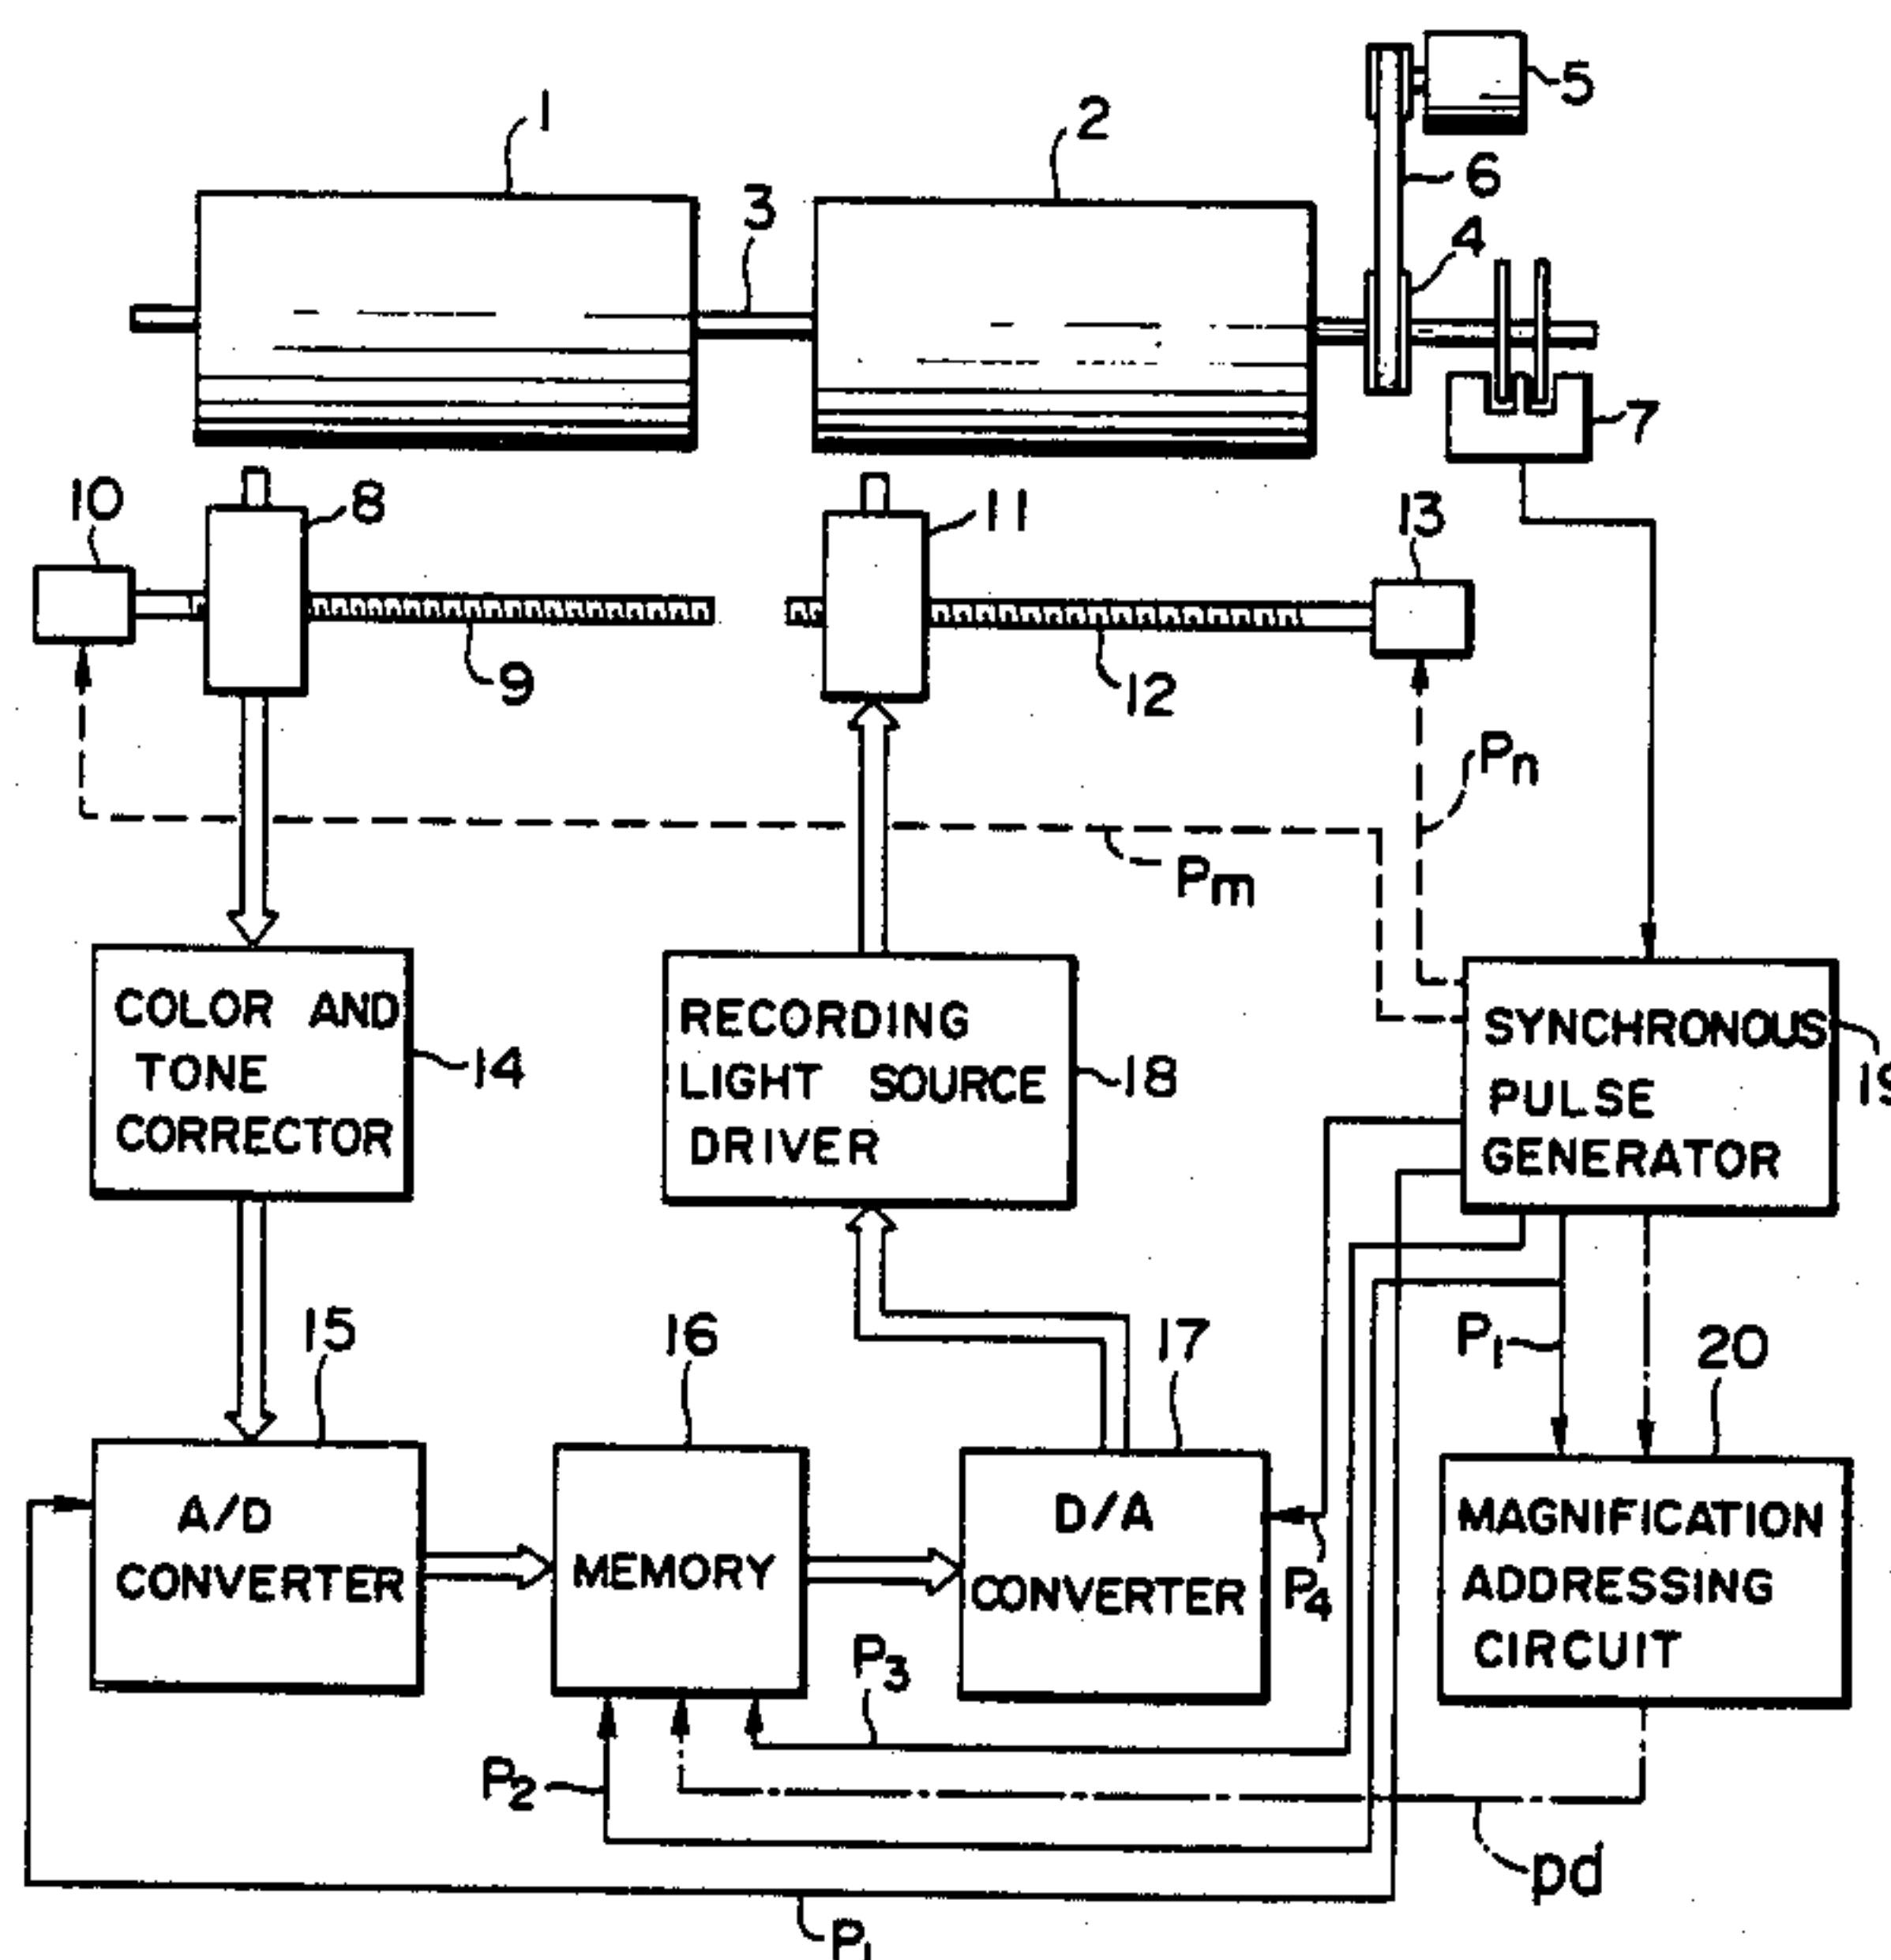 5
1
2
6
3
4
7
10
8
11
13
9
12
Pn
Pm
COLOR AND
TONE
CORRECTOR
14
RECORDING
LIGHT SOURCE
DRIVER
18
SYNCHRONOUS
PULSE
GENERATOR
19
15
16
17
P1
20
A/D
CONVERTER
MEMORY
D/A
CONVERTER
P4
MAGNIFICATION
ADDRESSING
CIRCUIT
P3
P2
pd
P1